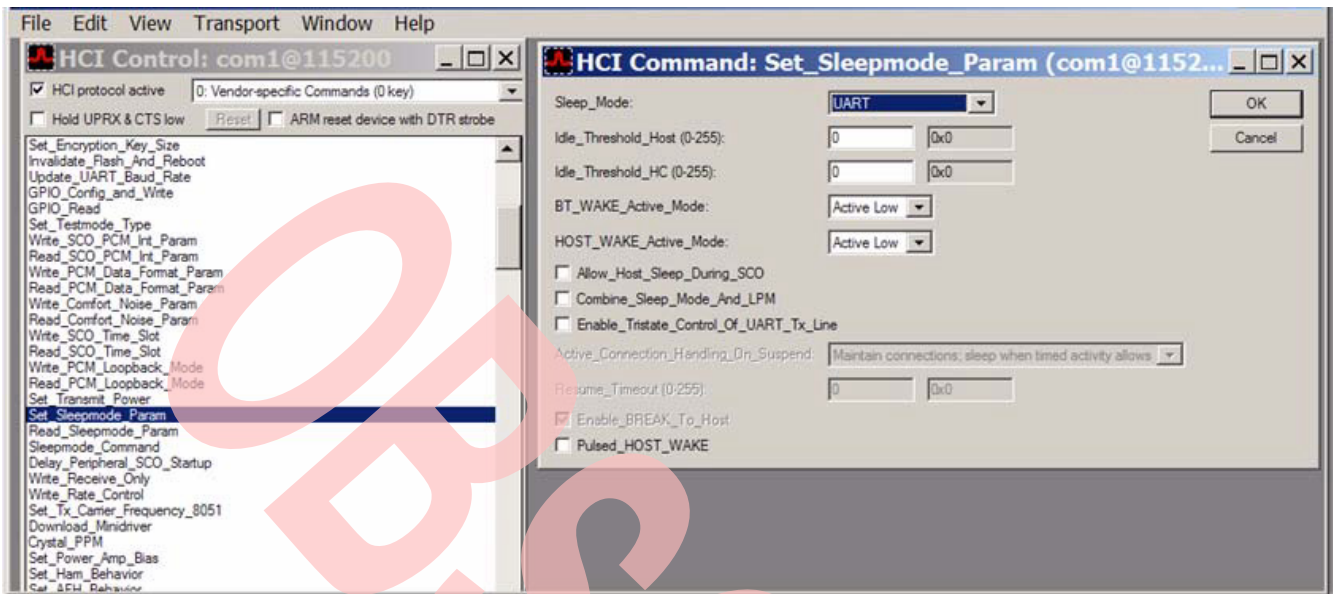 File Edit View Transport Window Help
HCI Control: com1@115200
HCI protocol active 0: Vendor-specific Commands (0 key)
Hold UPRX & CTS low Reset ARM reset device with DTR strobe
Set_Encryption_Key_Size
Invalidate_Flash_And_Reboot
Update_UART_Baud_Rate
GPIO_Config_and_Write
GPIO_Read
Set_Testmode_Type
Write_SCO_PCM_Int_Param
Read_SCO_PCM_Int_Param
Write_PCM_Data_Format_Param
Read_PCM_Data_Format_Param
Write_Comfort_Noise_Param
Read_Comfort_Noise_Param
Write_SCO_Time_Slot
Read_SCO_Time_Slot
Write_PCM_Loopback_Mode
Read_PCM_Loopback_Mode
Set_Transmit_Power
Set_Sleepmode_Param
Read_Sleepmode_Param
Sleepmode_Command
Delay_Peripheral_SCO_Startup
Write_Receive_Only
Write_Rate_Control
Set_Tx_Carrier_Frequency_8051
Download_Minidriver
Crystal_PPM
Set_Power_Amp_Bias
Set_Ham_Behavior
Set_AFH_Behavior
HCI Command: Set_Sleepmode_Param (com1@1152...
Sleep_Mode: UART OK
Idle_Threshold_Host (0-255): 0 0x0 Cancel
Idle_Threshold_HC (0-255): 0 0x0
BT_WAKE_Active_Mode: Active Low
HOST_WAKE_Active_Mode: Active Low
Allow_Host_Sleep_During_SCO
Combine_Sleep_Mode_And_LPM
Enable_Tristate_Control_Of_UART_Tx_Line
Active_Connection_Handing_On_Suspend: Maintain connections; sleep when timed activity allows
Resume_Timeout (0-255): 0 0x0
Enable_BREAK_To_Host
Pulsed_HOST_WAKE